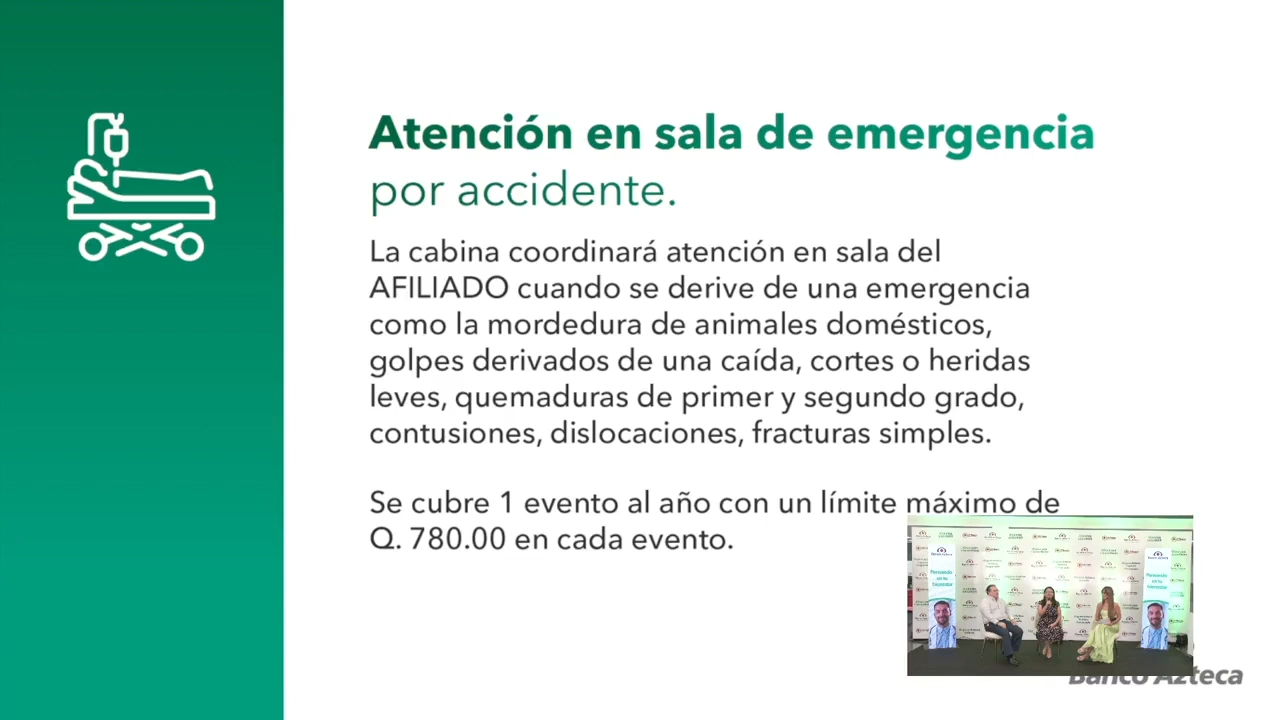 Atención en sala de emergencia
por accidente.
La cabina coordinará atención en sala del
AFILIADO cuando se derive de una emergencia
como la mordedura de animales domésticos,
golpes derivados de una caída, cortes o heridas
leves, quemaduras de primer y segundo grado,
contusiones, dislocaciones, fracturas simples.
Se cubre 1 evento al año con un límite máximo de
Q. 780.00 en cada evento.
Banco Azteca